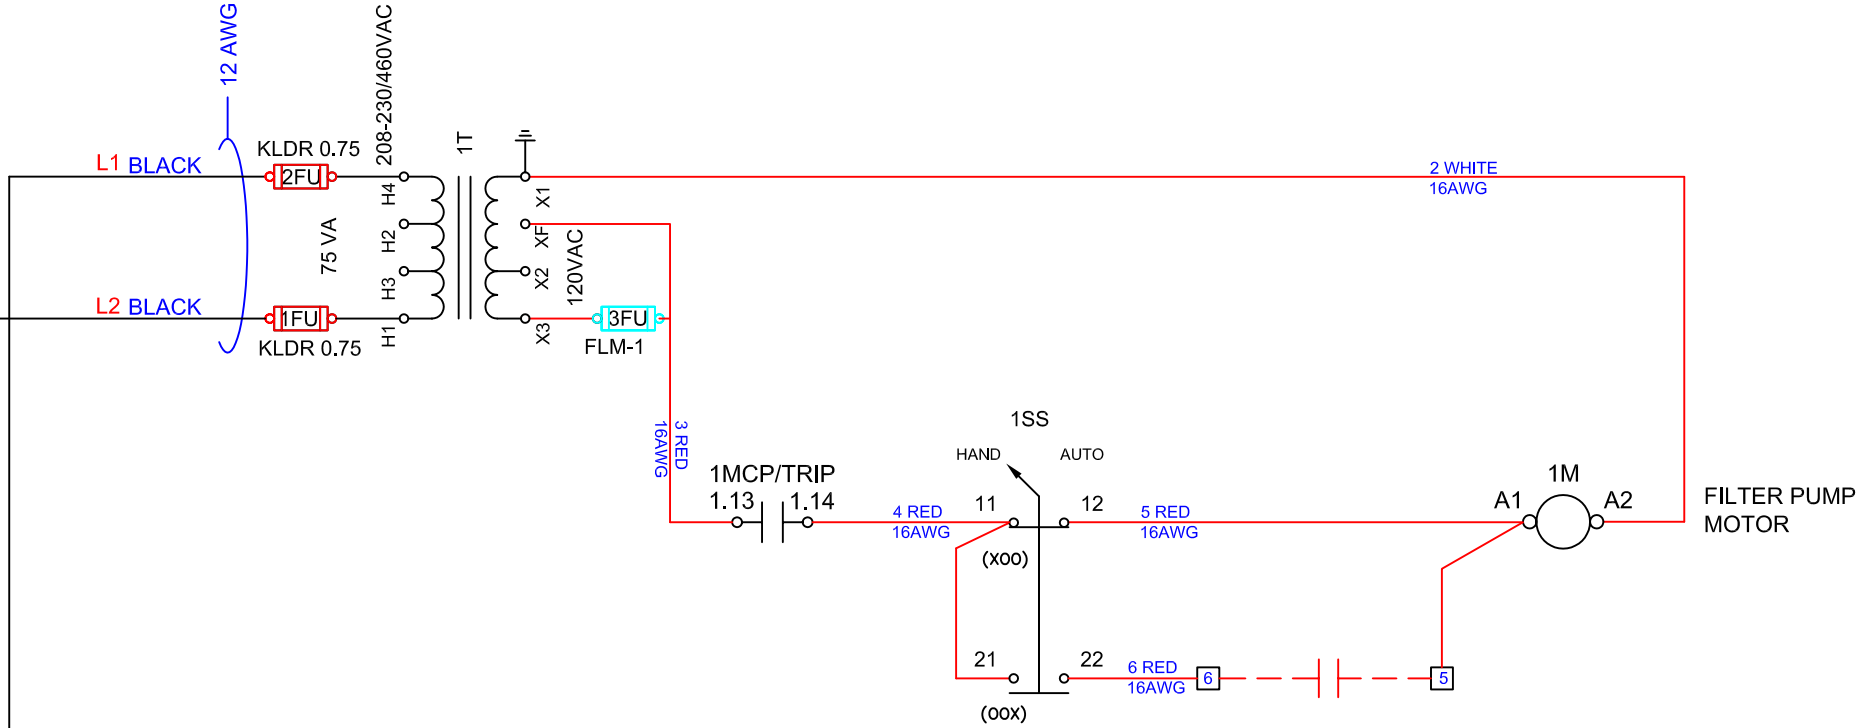 12 AWG
208-230/460VAC
1T
KLDR 0.75
L1 BLACK
2FU
H4
X1
2 WHITE
16AWG
75 VA
H2
XF
H3
X2
120VAC
L2 BLACK
1FU
KLDR 0.75
H1
X3
3FU
FLM-1
3 RED
16AWG
1SS
HAND
AUTO
1MCP/TRIP
1.13
1.14
4 RED
16AWG
11
12
(XOO)
5 RED
16AWG
1M
A1
A2
FILTER PUMP
MOTOR
21
22
(OOX)
6 RED
16AWG
6
5